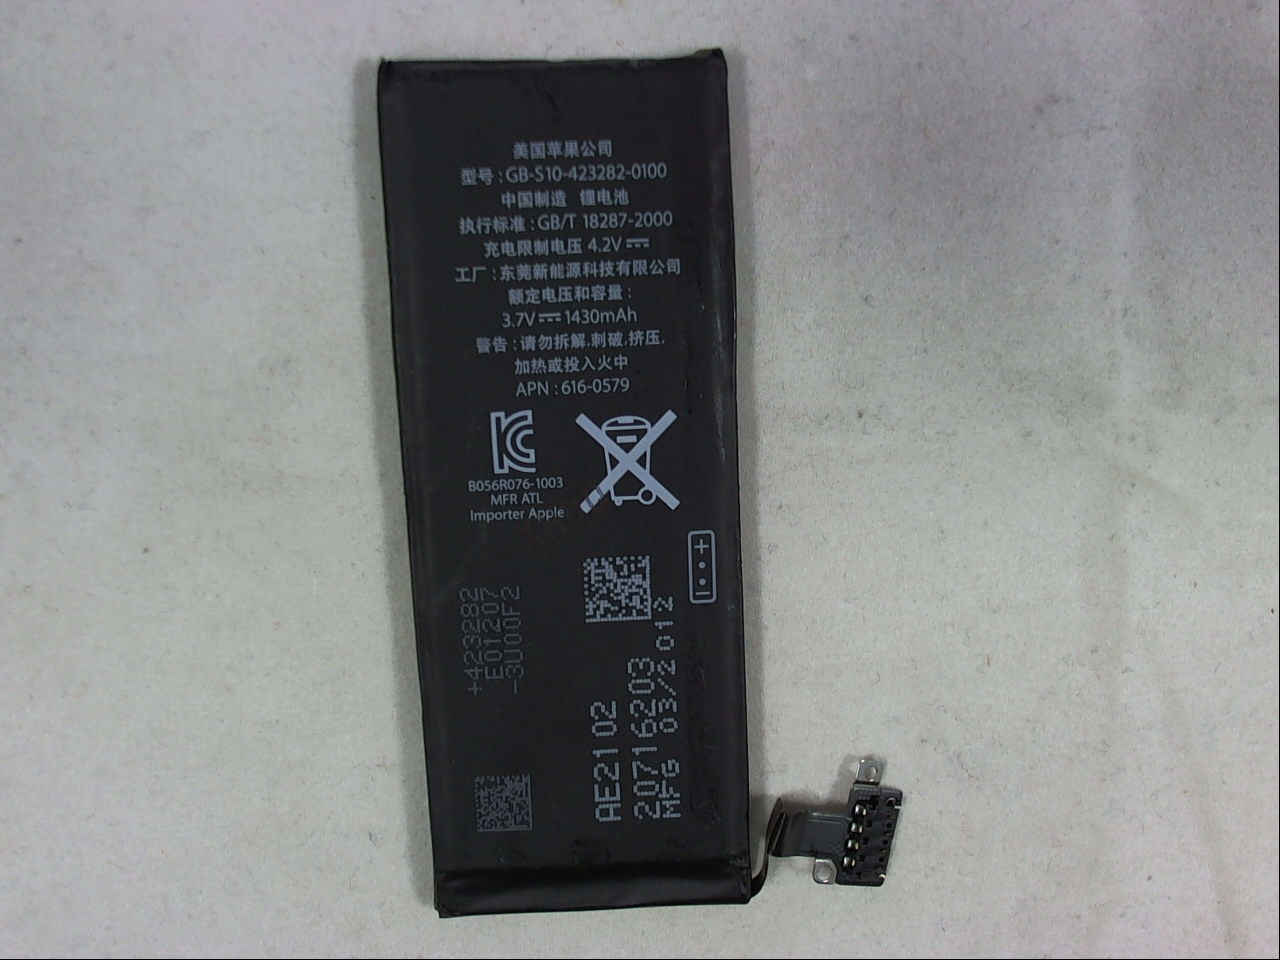 美国苹果公司
型号:GB-S10-423282-0100
中国制造 锂电池
执行标准:GB/T 18287-2000
充电限制电压 4.2V⎓
工厂:东莞新能源科技有限公司
额定电压和容量:
3.7V⎓1430mAh
警告:请勿拆解,刺破,挤压,
加热或投入火中
APN:616-0579
B056R076-1003
MFR ATL
Importer Apple
+423282
E01207
-3U00F2
AE2102
20716203
MFG 03/2012